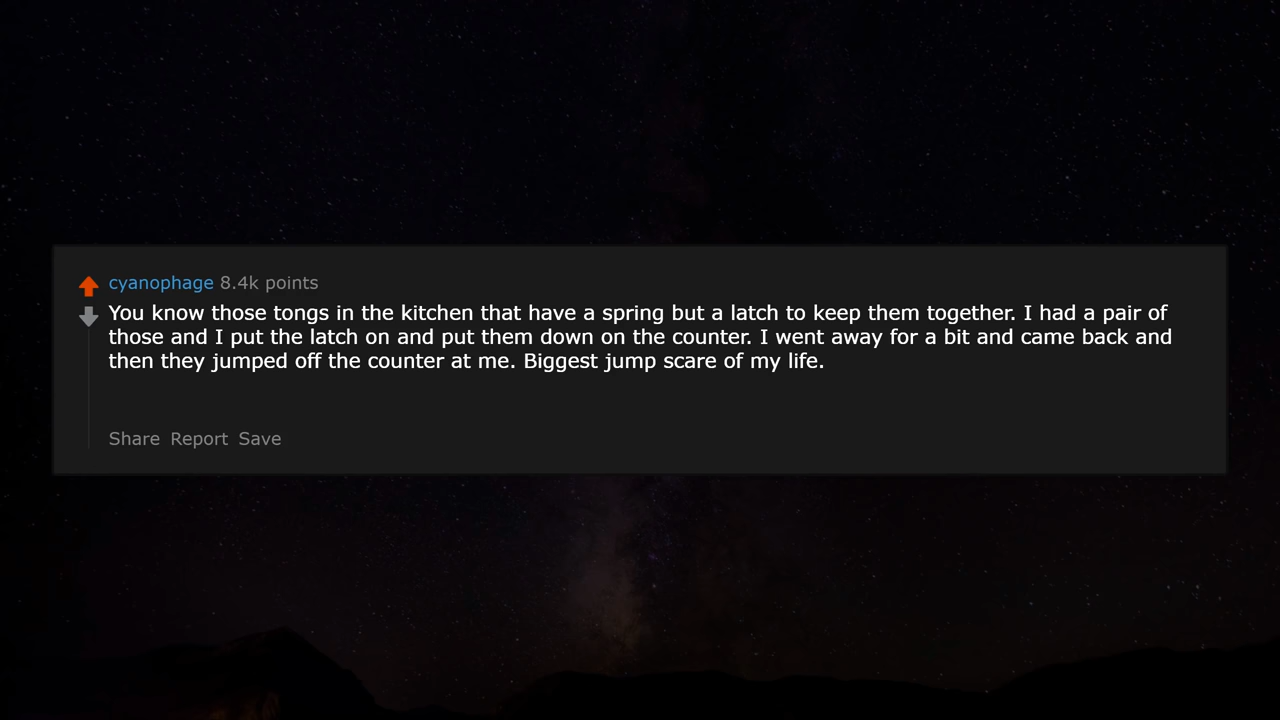 cyanophage 8.4k points
You know those tongs in the kitchen that have a spring but a latch to keep them together. I had a pair of
those and I put the latch on and put them down on the counter. I went away for a bit and came back and
then they jumped off the counter at me. Biggest jump scare of my life.
Share Report Save